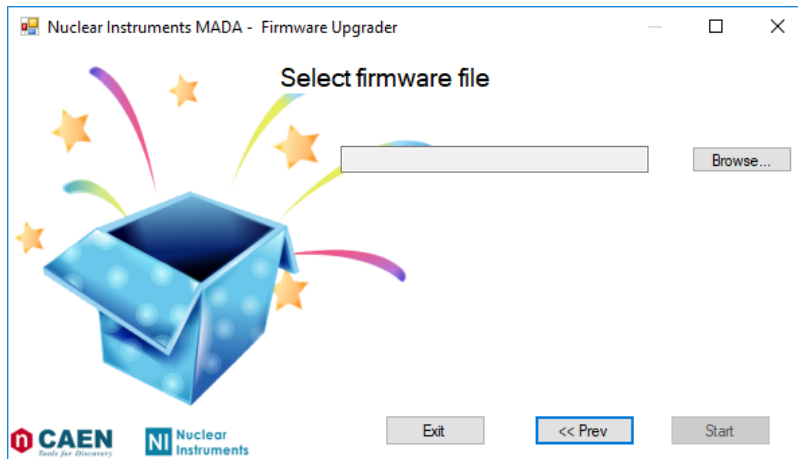 Nuclear Instruments MADA -  Firmware Upgrader
Select firmware file
Browse...
Exit
<< Prev
Start
CAEN
Tools for Discovery
NI Nuclear
Instruments